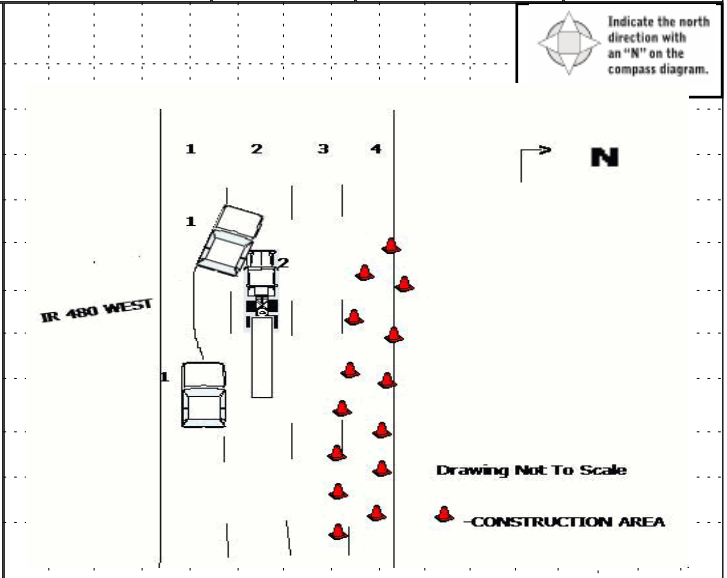 Indicate the north
direction with
an "N" on the
compass diagram.
1 2 3 4
N
1
2
IR 480 WEST
1
Drawing Not To Scale
-CONSTRUCTION AREA